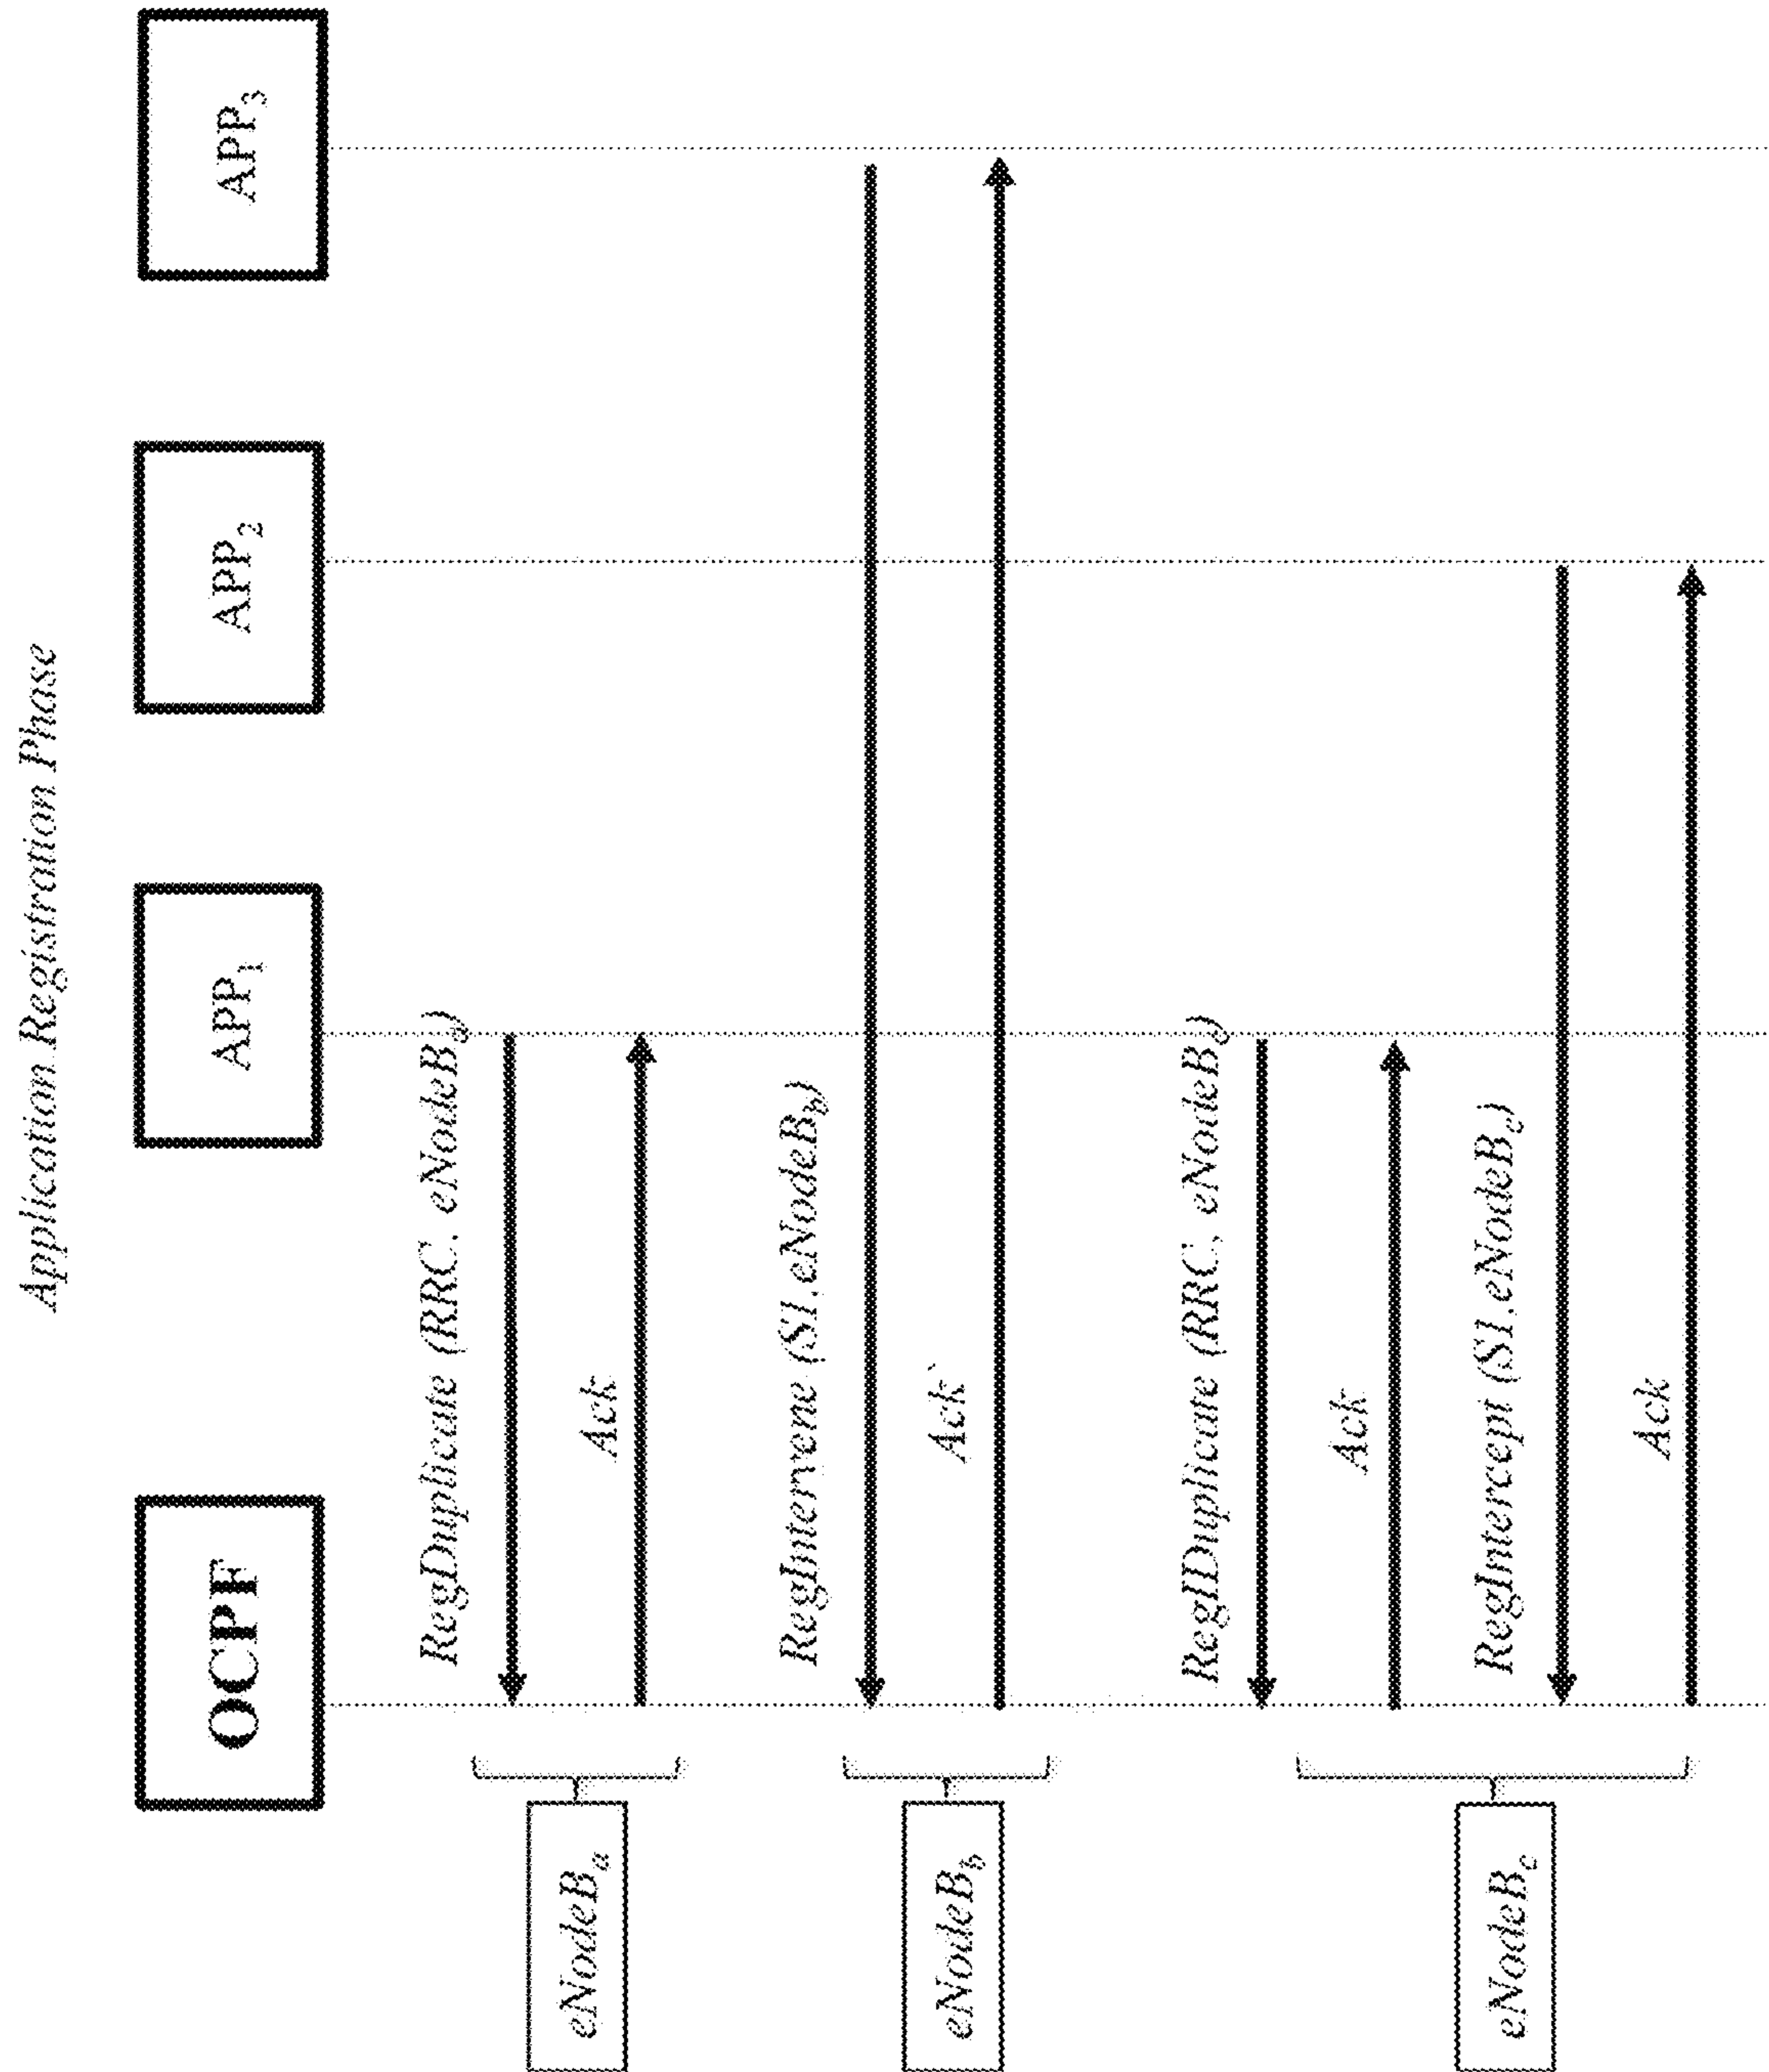 Application Registration Phase
OCPF APP1 APP2 APP3
RegDuplicate (RRC, eNodeBa)
Ack
eNodeBa
RegIntervene (S1,eNodeBb)
Ack`
eNodeBb
RegIDuplicate (RRC, eNodeBc)
Ack
RegIntercept (S1,eNodeBc)
Ack
eNodeBc